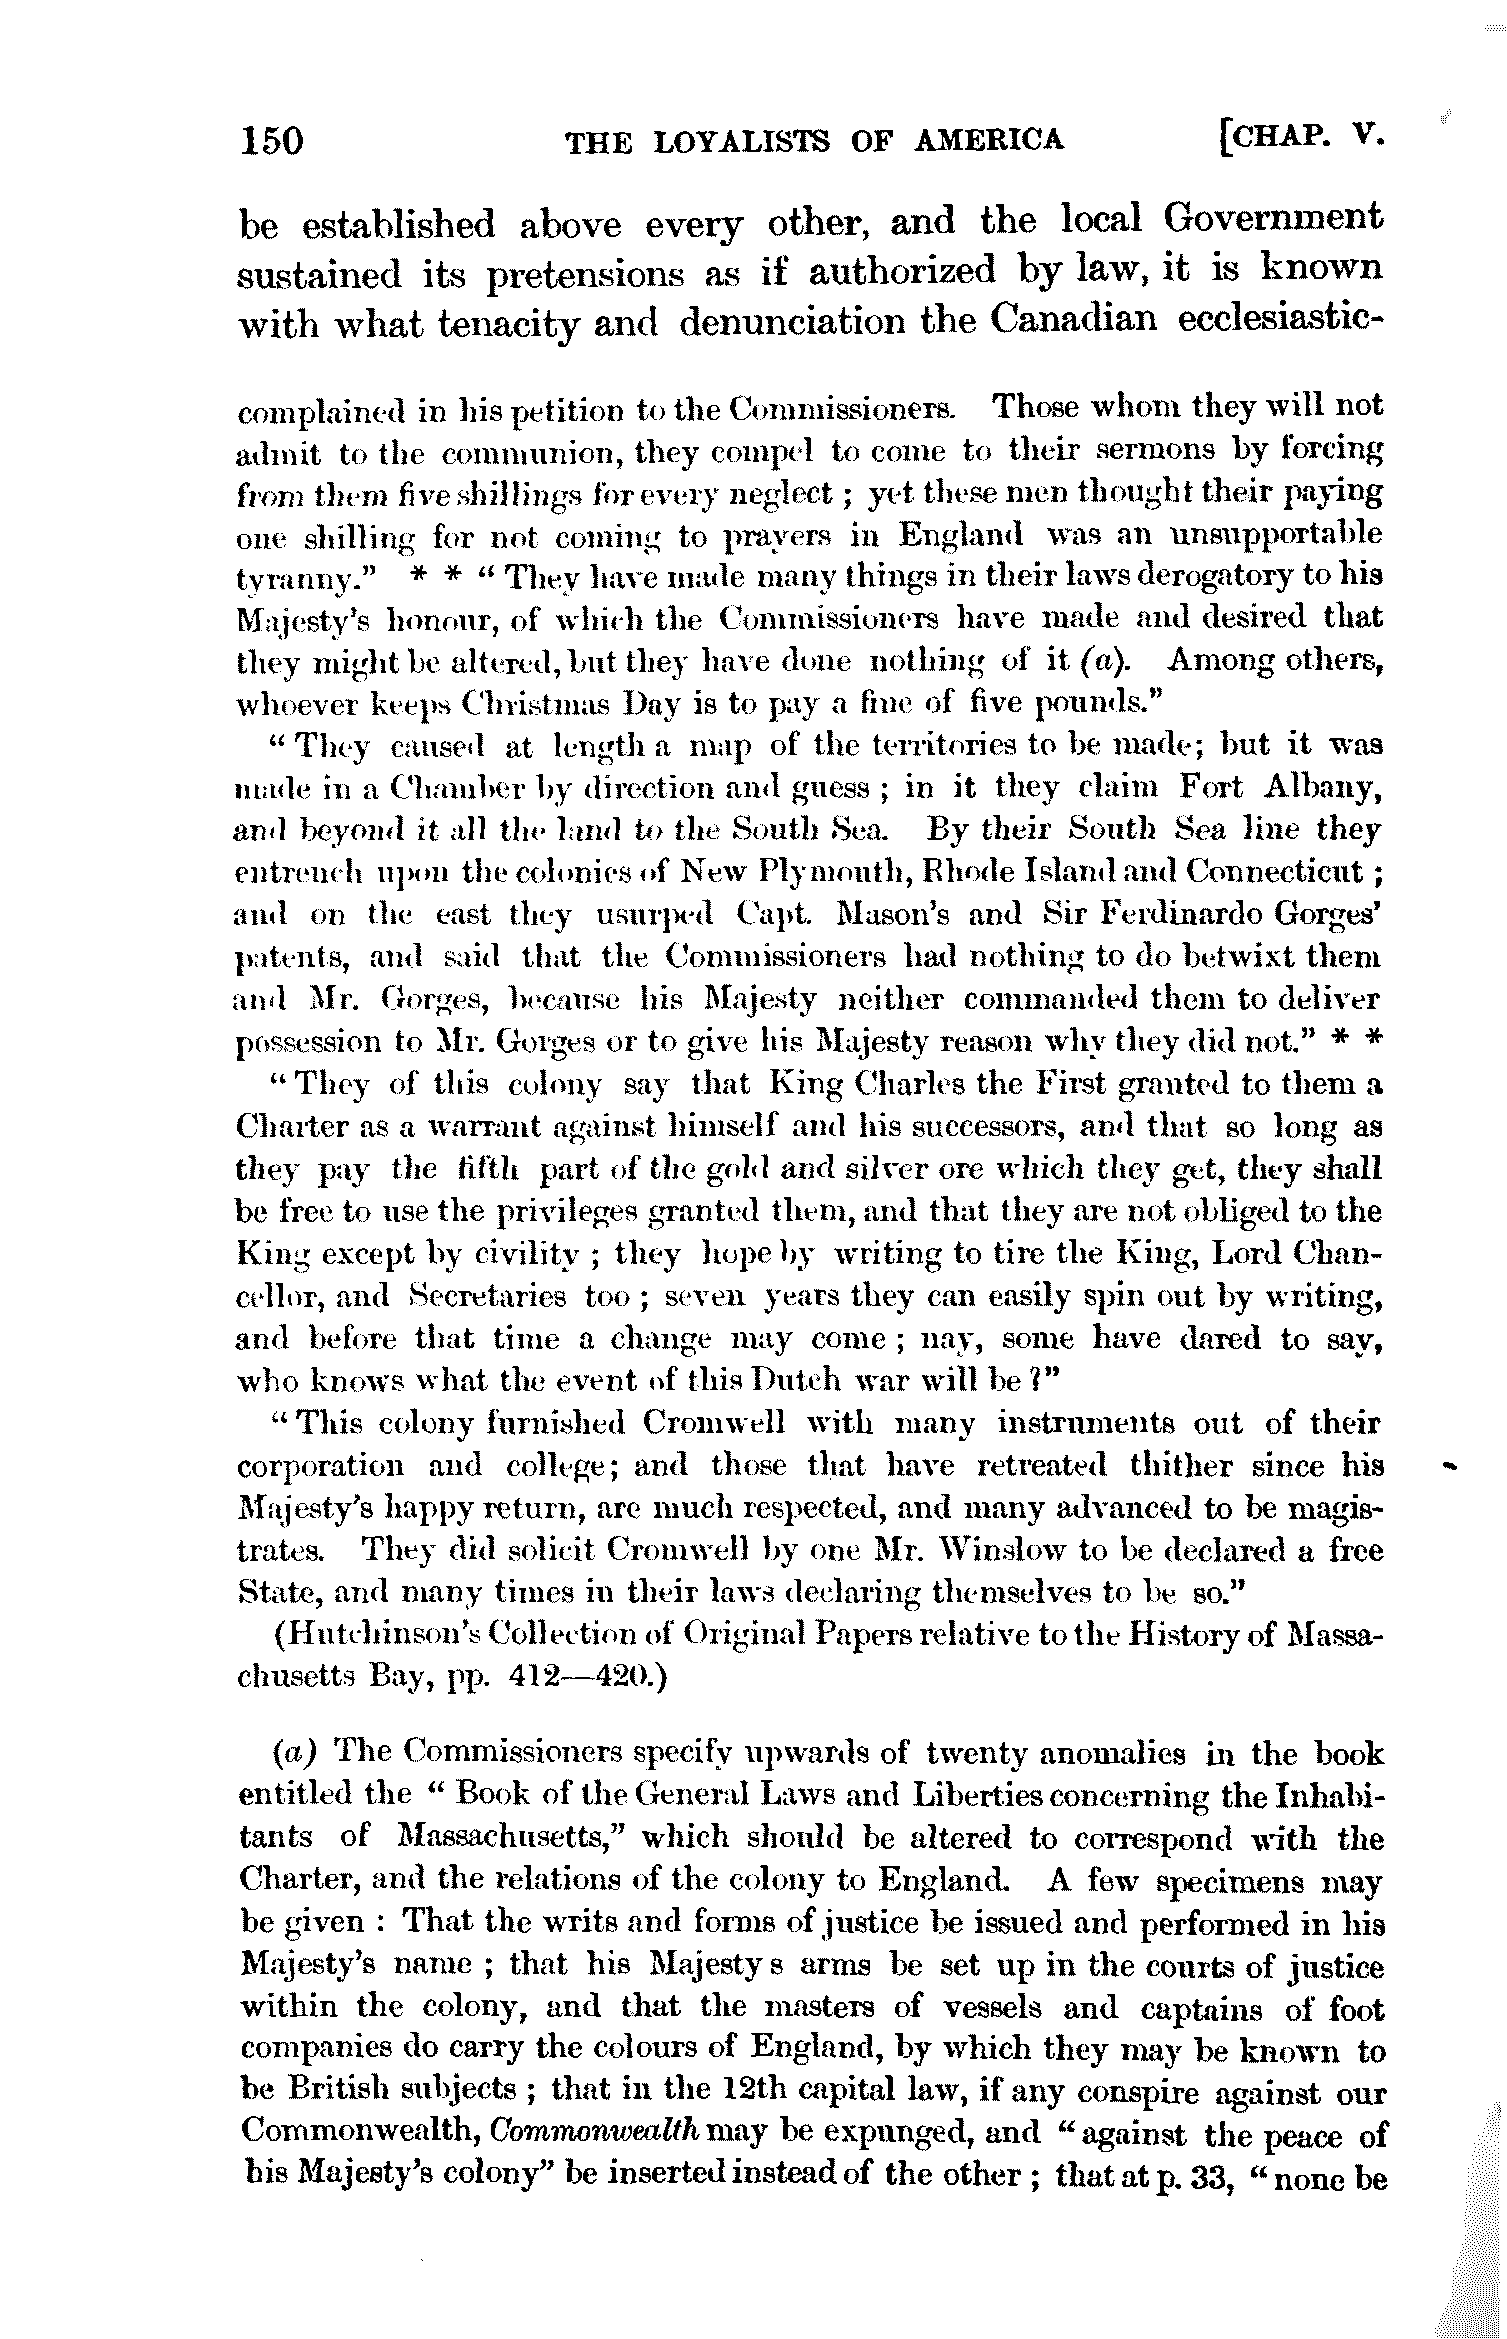 150 THE LOYALISTS OF AMERICA [CHAP. V.
be established above every other, and the local Government
sustained its pretensions as if authorized by law, it is known
with what tenacity and denunciation the Canadian ecclesiastic-
complained in his petition to the Commissioners. Those whom they will not
admit to the communion, they compel to come to their sermons by forcing
from them five shillings for every neglect ; yet these men thought their paying
one shilling for not coming to prayers in England was an unsupportable
tyranny." * * " They have made many things in their laws derogatory to his
Majesty's honour, of which the Commissioners have made and desired that
they might be altered, but they have done nothing of it (a). Among others,
whoever keeps Christmas Day is to pay a fine of five pounds."
" They caused at length a map of the territories to be made; but it was
made in a Chamber by direction and guess ; in it they claim Fort Albany,
and beyond it all the land to the South Sea. By their South Sea line they
entrench upon the colonies of New Plymouth, Rhode Island and Connecticut ;
and on the east they usurped Capt. Mason's and Sir Ferdinardo Gorges'
patents, and said that the Commissioners had nothing to do betwixt them
and Mr. Gorges, because his Majesty neither commanded them to deliver
possession to Mr. Gorges or to give his Majesty reason why they did not." * *
" They of this colony say that King Charles the First granted to them a
Charter as a warrant against himself and his successors, and that so long as
they pay the fifth part of the gold and silver ore which they get, they shall
be free to use the privileges granted them, and that they are not obliged to the
King except by civility ; they hope by writing to tire the King, Lord Chan-
cellor, and Secretaries too ; seven years they can easily spin out by writing,
and before that time a change may come ; nay, some have dared to say,
who knows what the event of this Dutch war will be ?"
" This colony furnished Cromwell with many instruments out of their
corporation and college; and those that have retreated thither since his
Majesty's happy return, are much respected, and many advanced to be magis-
trates. They did solicit Cromwell by one Mr. Winslow to be declared a free
State, and many times in their laws declaring themselves to be so."
(Hutchinson's Collection of Original Papers relative to the History of Massa-
chusetts Bay, pp. 412—420.)
(a) The Commissioners specify upwards of twenty anomalies in the book
entitled the " Book of the General Laws and Liberties concerning the Inhabi-
tants of Massachusetts," which should be altered to correspond with the
Charter, and the relations of the colony to England. A few specimens may
be given : That the writs and forms of justice be issued and performed in his
Majesty's name ; that his Majesty s arms be set up in the courts of justice
within the colony, and that the masters of vessels and captains of foot
companies do carry the colours of England, by which they may be known to
be British subjects ; that in the 12th capital law, if any conspire against our
Commonwealth, Commonwealth may be expunged, and " against the peace of
his Majesty's colony" be inserted instead of the other ; that at p. 33, " none be